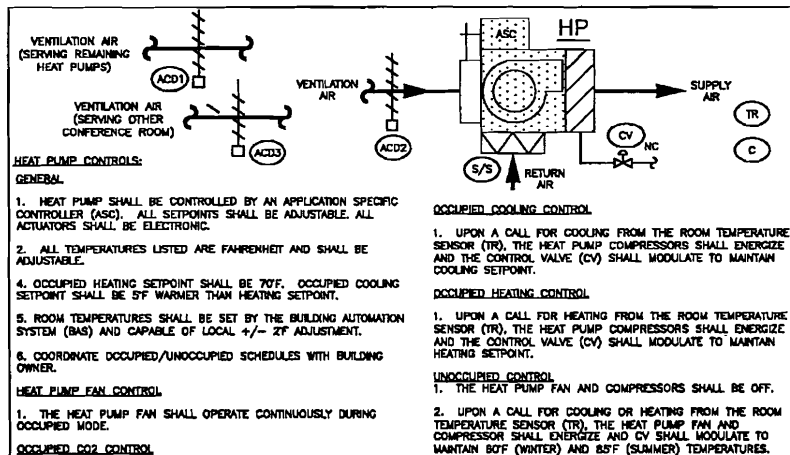 VENTILATION AIR
(SERVING REMAINING
HEAT PUMPS)
ACD1
VENTILATION AIR
(SERVING OTHER
CONFERENCE ROOM)
ACD3
VENTILATION
AIR
ACD2
ASC
HP
SUPPLY
AIR
TR
C
CV
NC
S/S
RETURN
AIR
HEAT PUMP CONTROLS:
GENERAL
1. HEAT PUMP SHALL BE CONTROLLED BY AN APPLICATION SPECIFIC
CONTROLLER (ASC). ALL SETPOINTS SHALL BE ADJUSTABLE. ALL
ACTUATORS SHALL BE ELECTRONIC.
2. ALL TEMPERATURES LISTED ARE FAHRENHEIT AND SHALL BE
ADJUSTABLE.
4. OCCUPIED HEATING SETPOINT SHALL BE 70°F. OCCUPIED COOLING
SETPOINT SHALL BE 5°F WARMER THAN HEATING SETPOINT.
5. ROOM TEMPERATURES SHALL BE SET BY THE BUILDING AUTOMATION
SYSTEM (BAS) AND CAPABLE OF LOCAL +/- 2°F ADJUSTMENT.
6. COORDINATE OCCUPIED/UNOCCUPIED SCHEDULES WITH BUILDING
OWNER.
HEAT PUMP FAN CONTROL
1. THE HEAT PUMP FAN SHALL OPERATE CONTINUOUSLY DURING
OCCUPIED MODE.
OCCUPIED CO2 CONTROL
OCCUPIED COOLING CONTROL
1. UPON A CALL FOR COOLING FROM THE ROOM TEMPERATURE
SENSOR (TR), THE HEAT PUMP COMPRESSORS SHALL ENERGIZE
AND THE CONTROL VALVE (CV) SHALL MODULATE TO MAINTAIN
COOLING SETPOINT.
OCCUPIED HEATING CONTROL
1. UPON A CALL FOR HEATING FROM THE ROOM TEMPERATURE
SENSOR (TR), THE HEAT PUMP COMPRESSORS SHALL ENERGIZE
AND THE CONTROL VALVE (CV) SHALL MODULATE TO MAINTAIN
HEATING SETPOINT.
UNOCCUPIED CONTROL
1. THE HEAT PUMP FAN AND COMPRESSORS SHALL BE OFF.
2. UPON A CALL FOR COOLING OR HEATING FROM THE ROOM
TEMPERATURE SENSOR (TR), THE HEAT PUMP FAN AND
COMPRESSOR SHALL ENERGIZE AND CV SHALL MODULATE TO
MAINTAIN 60°F (WINTER) AND 85°F (SUMMER) TEMPERATURES.